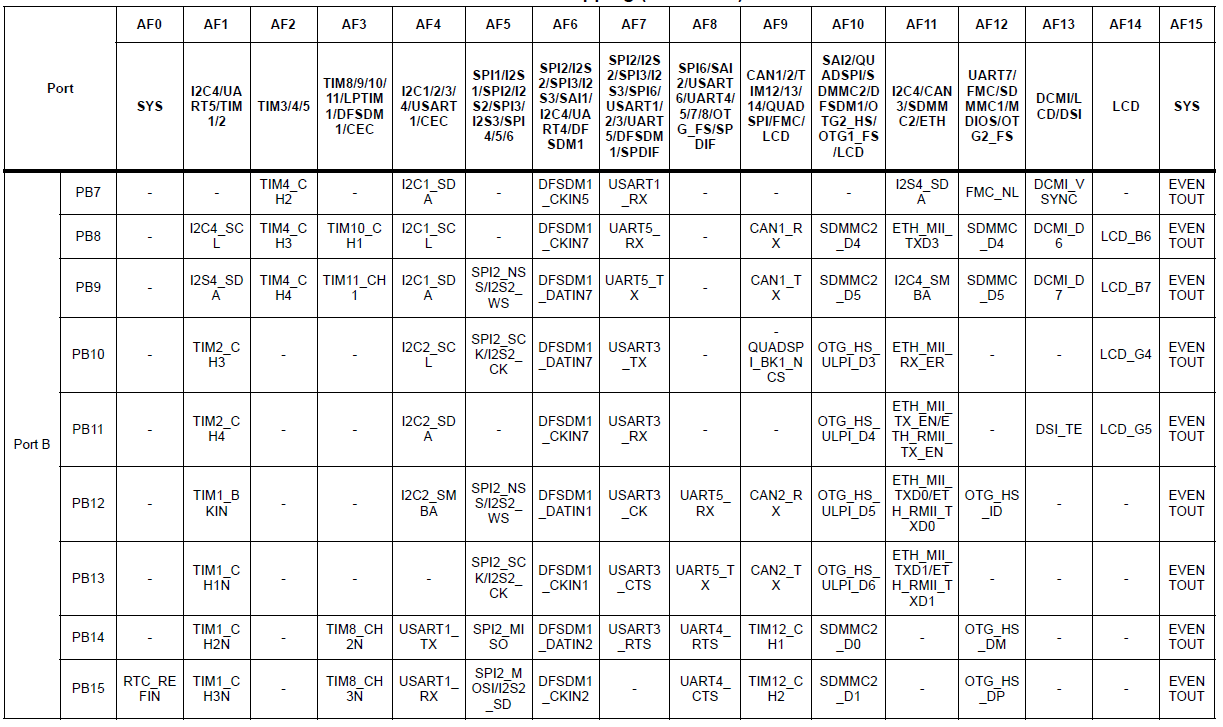 AF0 AF1 AF2 AF3 AF4 AF5 AF6 AF7 AF8 AF9 AF10 AF11 AF12 AF13 AF14 AF15
Port SYS I2C4/UART5/TIM1/2 TIM3/4/5 TIM8/9/10/11/LPTIM1/DFSDM1/CEC I2C1/2/3/4/USART1/CEC SPI1/I2S1/SPI2/I2S2/SPI3/I2S3/SPI4/5/6 SPI2/I2S2/SPI3/I2S3/SAI1/I2C4/UART4/DFSDM1 SPI2/I2S2/SPI3/I2S3/SPI6/USART1/2/3/UART5/DFSDM1/SPDIF SPI6/SAI2/USART6/UART4/5/7/8/OTG_FS/SPDIF CAN1/2/TIM12/13/14/QUADSPI/FMC/LCD SAI2/QUADSPI/SDMMC2/DFSDM1/OTG2_HS/OTG1_FS/LCD I2C4/CAN3/SDMMC2/ETH UART7/FMC/SDMMC1/MDIOS/OTG2_FS DCMI/LCD/DSI LCD SYS
Port B
PB7 - - TIM4_CH2 - I2C1_SDA - DFSDM1_CKIN5 USART1_RX - - - I2S4_SDA FMC_NL DCMI_VSYNC - EVENTOUT
PB8 - I2C4_SCL TIM4_CH3 TIM10_CH1 I2C1_SCL - DFSDM1_CKIN7 UART5_RX - CAN1_RX SDMMC2_D4 ETH_MII_TXD3 SDMMC_D4 DCMI_D6 LCD_B6 EVENTOUT
PB9 - I2S4_SDA TIM4_CH4 TIM11_CH1 I2C1_SDA SPI2_NSS/I2S2_WS DFSDM1_DATIN7 UART5_TX - CAN1_TX SDMMC2_D5 I2C4_SMBA SDMMC_D5 DCMI_D7 LCD_B7 EVENTOUT
PB10 - TIM2_CH3 - - I2C2_SCL SPI2_SCK/I2S2_CK DFSDM1_DATIN7 USART3_TX - -QUADSPI_BK1_NCS OTG_HS_ULPI_D3 ETH_MII_RX_ER - - LCD_G4 EVENTOUT
PB11 - TIM2_CH4 - - I2C2_SDA - DFSDM1_CKIN7 USART3_RX - - OTG_HS_ULPI_D4 ETH_MII_TX_EN/ETH_RMII_TX_EN - DSI_TE LCD_G5 EVENTOUT
PB12 - TIM1_BKIN - - I2C2_SMBA SPI2_NSS/I2S2_WS DFSDM1_DATIN1 USART3_CK UART5_RX CAN2_RX OTG_HS_ULPI_D5 ETH_MII_TXD0/ETH_RMII_TXD0 OTG_HS_ID - - EVENTOUT
PB13 - TIM1_CH1N - - - SPI2_SCK/I2S2_CK DFSDM1_CKIN1 USART3_CTS UART5_TX CAN2_TX OTG_HS_ULPI_D6 ETH_MII_TXD1/ETH_RMII_TXD1 - - - EVENTOUT
PB14 - TIM1_CH2N - TIM8_CH2N USART1_TX SPI2_MISO DFSDM1_DATIN2 USART3_RTS UART4_RTS TIM12_CH1 SDMMC2_D0 - OTG_HS_DM - - EVENTOUT
PB15 RTC_REFIN TIM1_CH3N - TIM8_CH3N USART1_RX SPI2_MOSI/I2S2_SD DFSDM1_CKIN2 - UART4_CTS TIM12_CH2 SDMMC2_D1 - OTG_HS_DP - - EVENTOUT